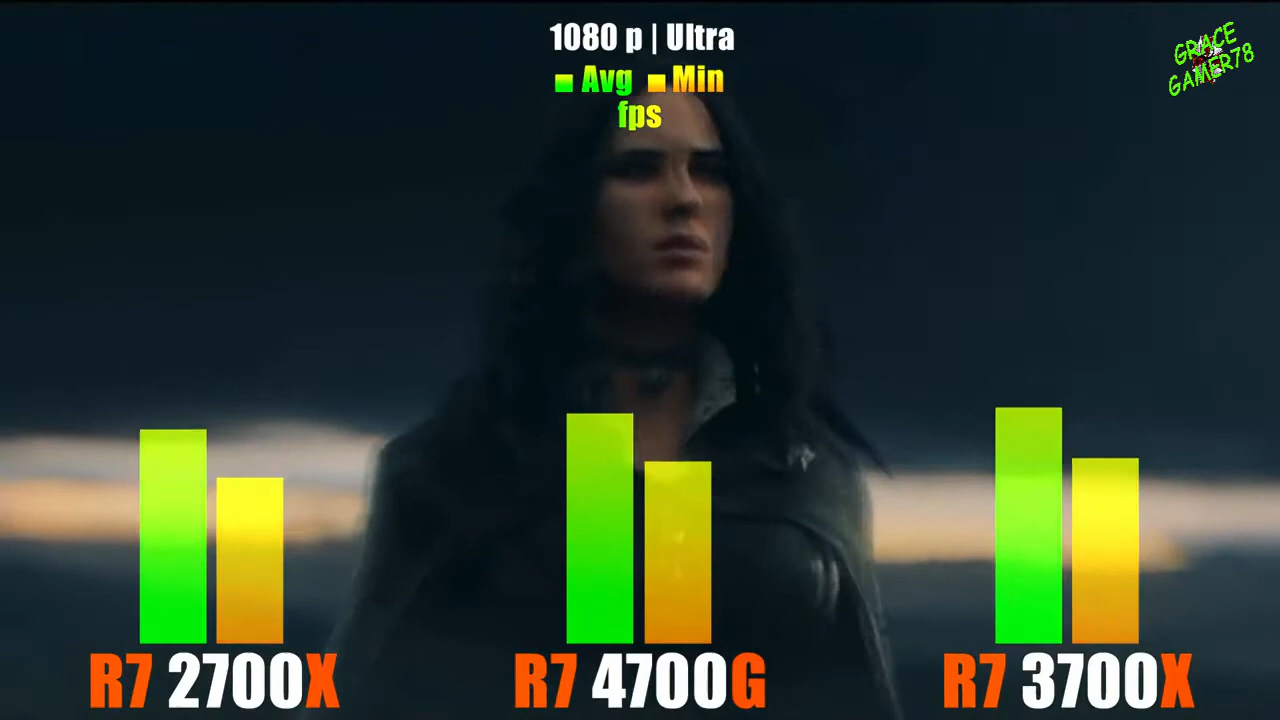 1080 p | Ultra
Avg Min
fps
GRACE
GAMER78
R7 2700X
R7 4700G
R7 3700X